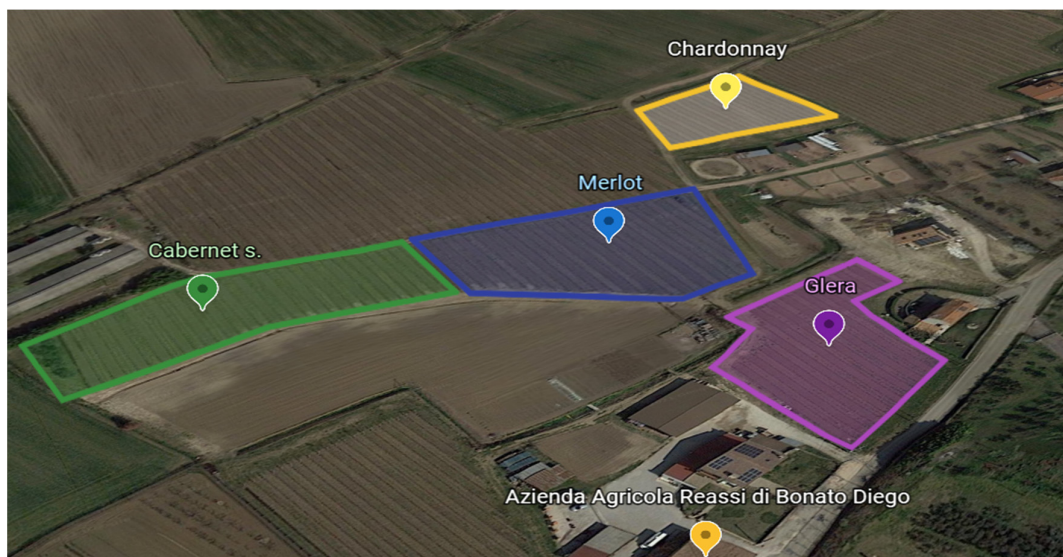 Chardonnay
Merlot
Cabernet s.
Glera
Azienda Agricola Reassi di Bonato Diego